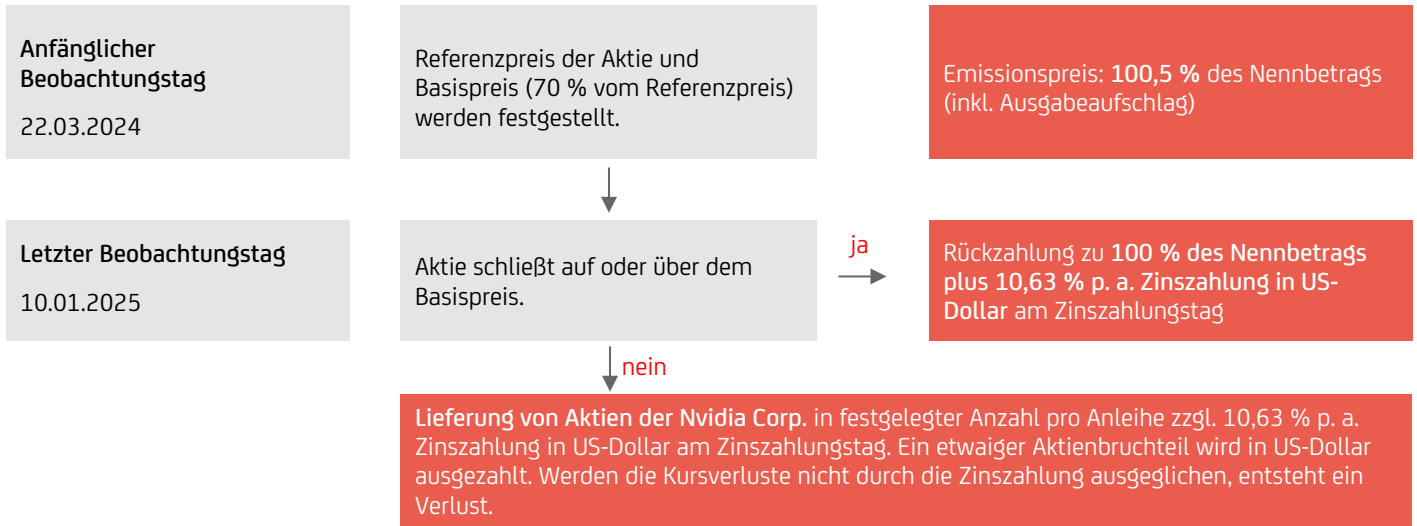 Anfänglicher
Beobachtungstag
22.03.2024
Referenzpreis der Aktie und
Basispreis (70 % vom Referenzpreis)
werden festgestellt.
Emissionspreis: 100,5 % des Nennbetrags
(inkl. Ausgabeaufschlag)
Letzter Beobachtungstag
10.01.2025
Aktie schließt auf oder über dem
Basispreis.
ja
Rückzahlung zu 100 % des Nennbetrags
plus 10,63 % p. a. Zinszahlung in US-
Dollar am Zinszahlungstag
nein
Lieferung von Aktien der Nvidia Corp. in festgelegter Anzahl pro Anleihe zzgl. 10,63 % p. a.
Zinszahlung in US-Dollar am Zinszahlungstag. Ein etwaiger Aktienbruchteil wird in US-Dollar
ausgezahlt. Werden die Kursverluste nicht durch die Zinszahlung ausgeglichen, entsteht ein
Verlust.